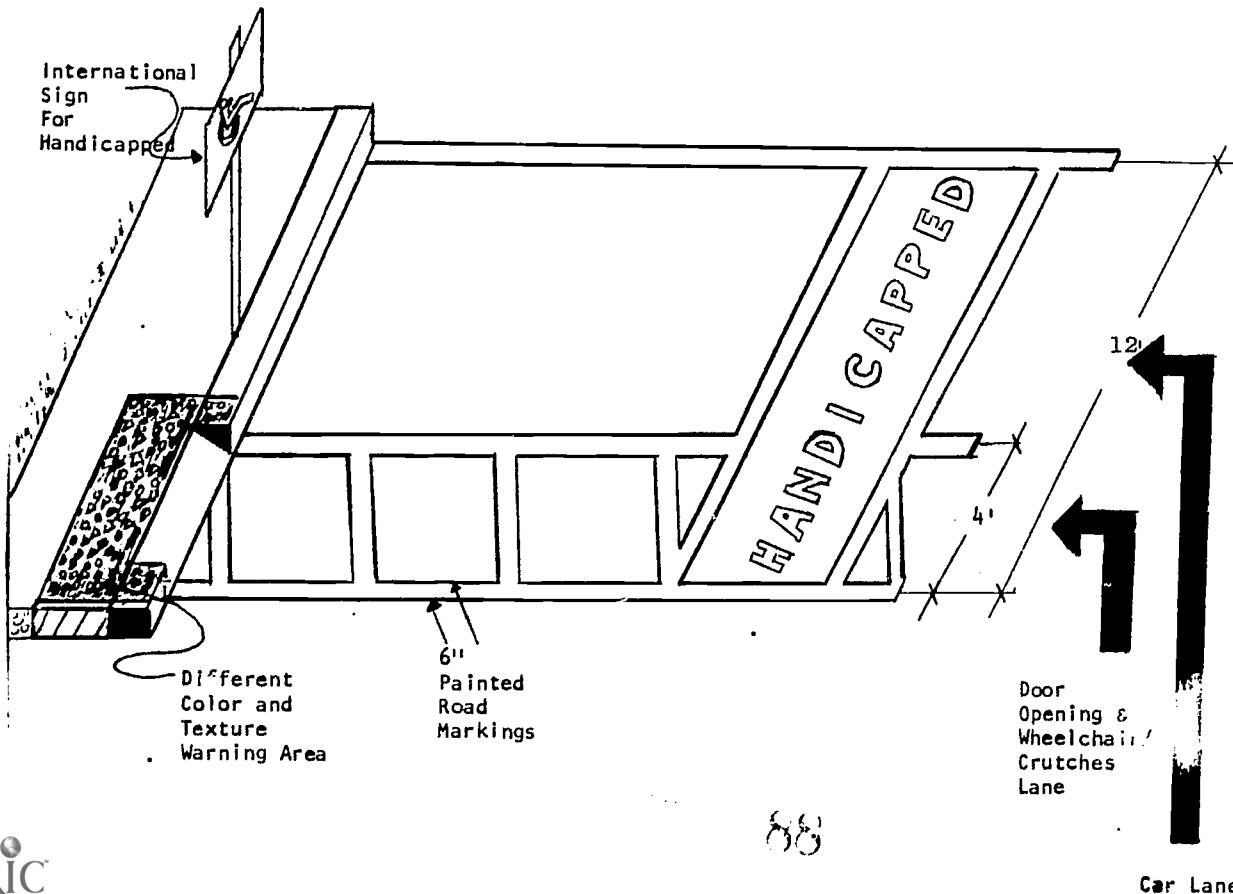 International
Sign
For
Handicapped
HANDICAPPED
12'
4'
6"
Painted
Road
Markings
Different
Color and
Texture
Warning Area
Door
Opening &
Wheelchair/
Crutches
Lane
Car Lane
88